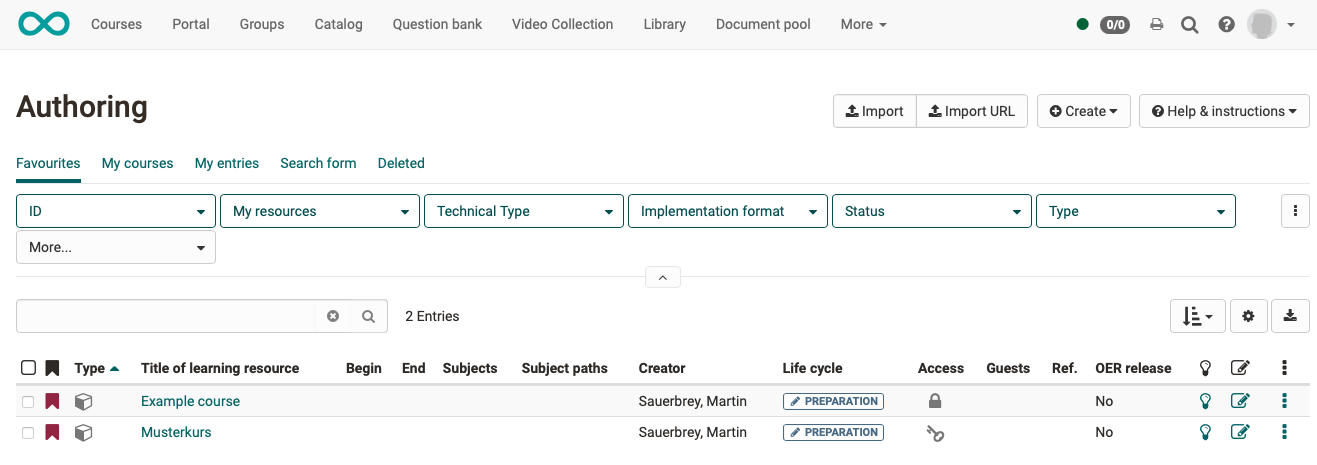 Courses Portal Groups Catalog Question bank Video Collection Library Document pool More 0/0
Authoring
Import Import URL Create Help & instructions
Favourites My courses My entries Search form Deleted
ID My resources Technical Type Implementation format Status Type
More...
2 Entries
Type Title of learning resource Begin End Subjects Subject paths Creator Life cycle Access Guests Ref. OER release
Example course Sauerbrey, Martin PREPARATION No
Musterkurs Sauerbrey, Martin PREPARATION No